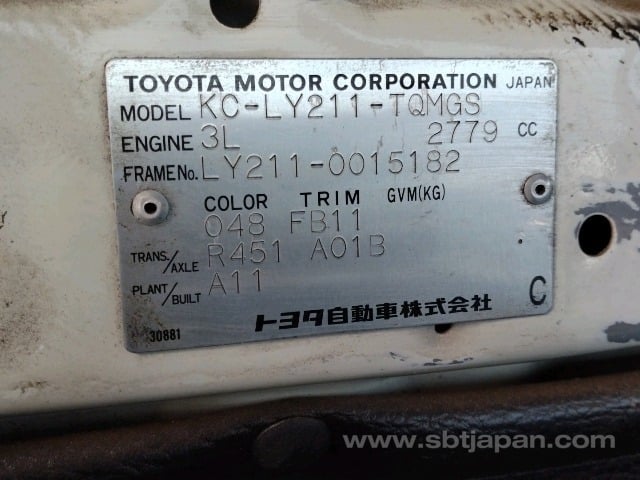 TOYOTA MOTOR CORPORATION JAPAN
MODEL KC-LY211-TQMGS
ENGINE 3L 2779 CC
FRAME No. LY211-0015182
COLOR TRIM GVM(KG)
048 FB11
TRANS./AXLE R451 A01B
PLANT/BUILT A11
トヨタ自動車株式会社 C
30881
www.sbtjapan.com